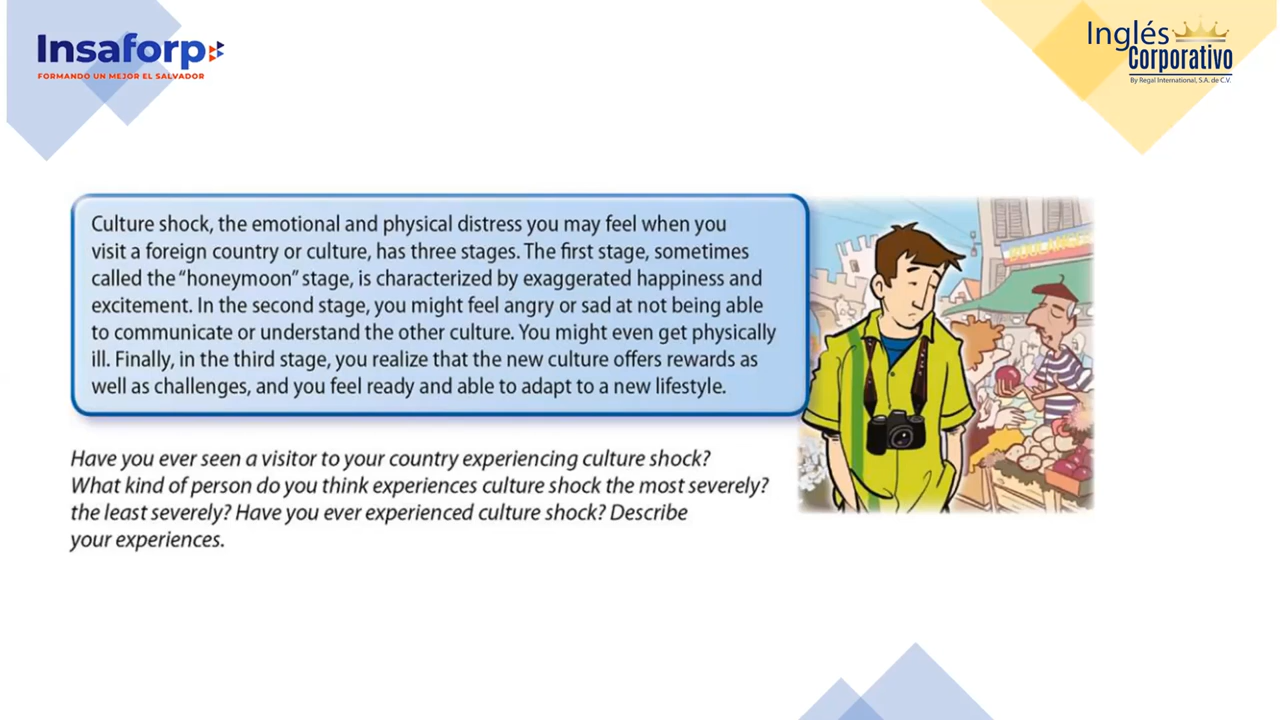 Insaforp
FORMANDO UN MEJOR EL SALVADOR
Inglés
Corporativo
By Regal International, S.A. de C.V.
Culture shock, the emotional and physical distress you may feel when you
visit a foreign country or culture, has three stages. The first stage, sometimes
called the “honeymoon” stage, is characterized by exaggerated happiness and
excitement. In the second stage, you might feel angry or sad at not being able
to communicate or understand the other culture. You might even get physically
ill. Finally, in the third stage, you realize that the new culture offers rewards as
well as challenges, and you feel ready and able to adapt to a new lifestyle.
Have you ever seen a visitor to your country experiencing culture shock?
What kind of person do you think experiences culture shock the most severely?
the least severely? Have you ever experienced culture shock? Describe
your experiences.